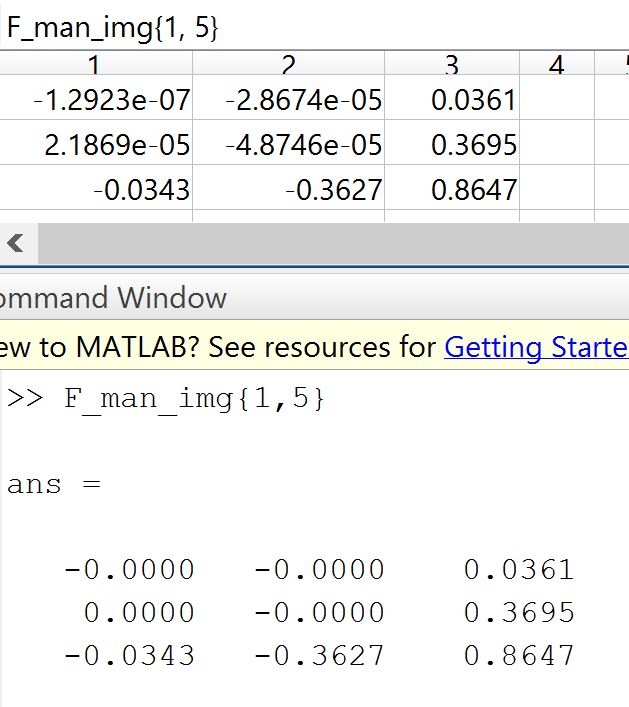 F_man_img{1, 5}
1 2 3 4
-1.2923e-07 -2.8674e-05 0.0361
2.1869e-05 -4.8746e-05 0.3695
-0.0343 -0.3627 0.8647
ommand Window
ew to MATLAB? See resources for Getting Starte
>> F_man_img{1,5}
ans =
-0.0000 -0.0000 0.0361
0.0000 -0.0000 0.3695
-0.0343 -0.3627 0.8647